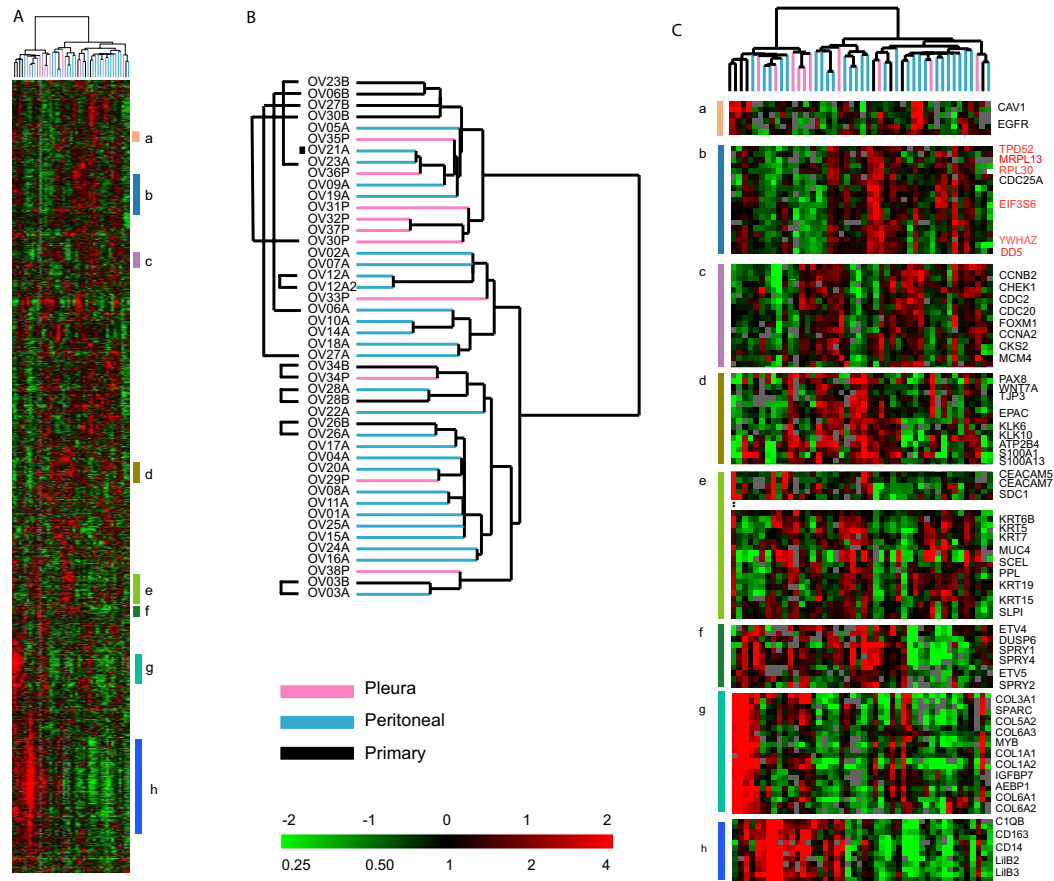 A
a
b
c
d
e
f
g
h
B
OV23B
OV06B
OV27B
OV30B
OV05A
OV35P
OV21A
OV23A
OV36P
OV09A
OV19A
OV31P
OV32P
OV37P
OV30P
OV02A
OV07A
OV12A
OV12A2
OV33P
OV06A
OV10A
OV14A
OV18A
OV27A
OV34B
OV34P
OV28A
OV28B
OV22A
OV26B
OV26A
OV17A
OV04A
OV20A
OV29P
OV08A
OV11A
OV01A
OV25A
OV15A
OV24A
OV16A
OV38P
OV03B
OV03A
Pleura
Peritoneal
Primary
-2 -1 0 1 2
0.25 0.50 1 2 4
C
a
CAV1
EGFR
b
TPD52
MRPL13
RPL30
CDC25A
EIF3S6
YWHAZ
DD5
c
CCNB2
CHEK1
CDC2
CDC20
FOXM1
CCNA2
CKS2
MCM4
d
PAX8
WNT7A
TJP3
EPAC
KLK6
KLK10
ATP2B4
S100A1
S100A13
e
CEACAM5
CEACAM7
SDC1
KRT6B
KRT5
KRT7
MUC4
SCEL
PPL
KRT19
KRT15
SLPI
f
ETV4
DUSP6
SPRY1
SPRY4
ETV5
SPRY2
g
COL3A1
SPARC
COL5A2
COL6A3
MYB
COL1A1
COL1A2
IGFBP7
AEBP1
COL6A1
COL6A2
h
C1QB
CD163
CD14
LilB2
LilB3